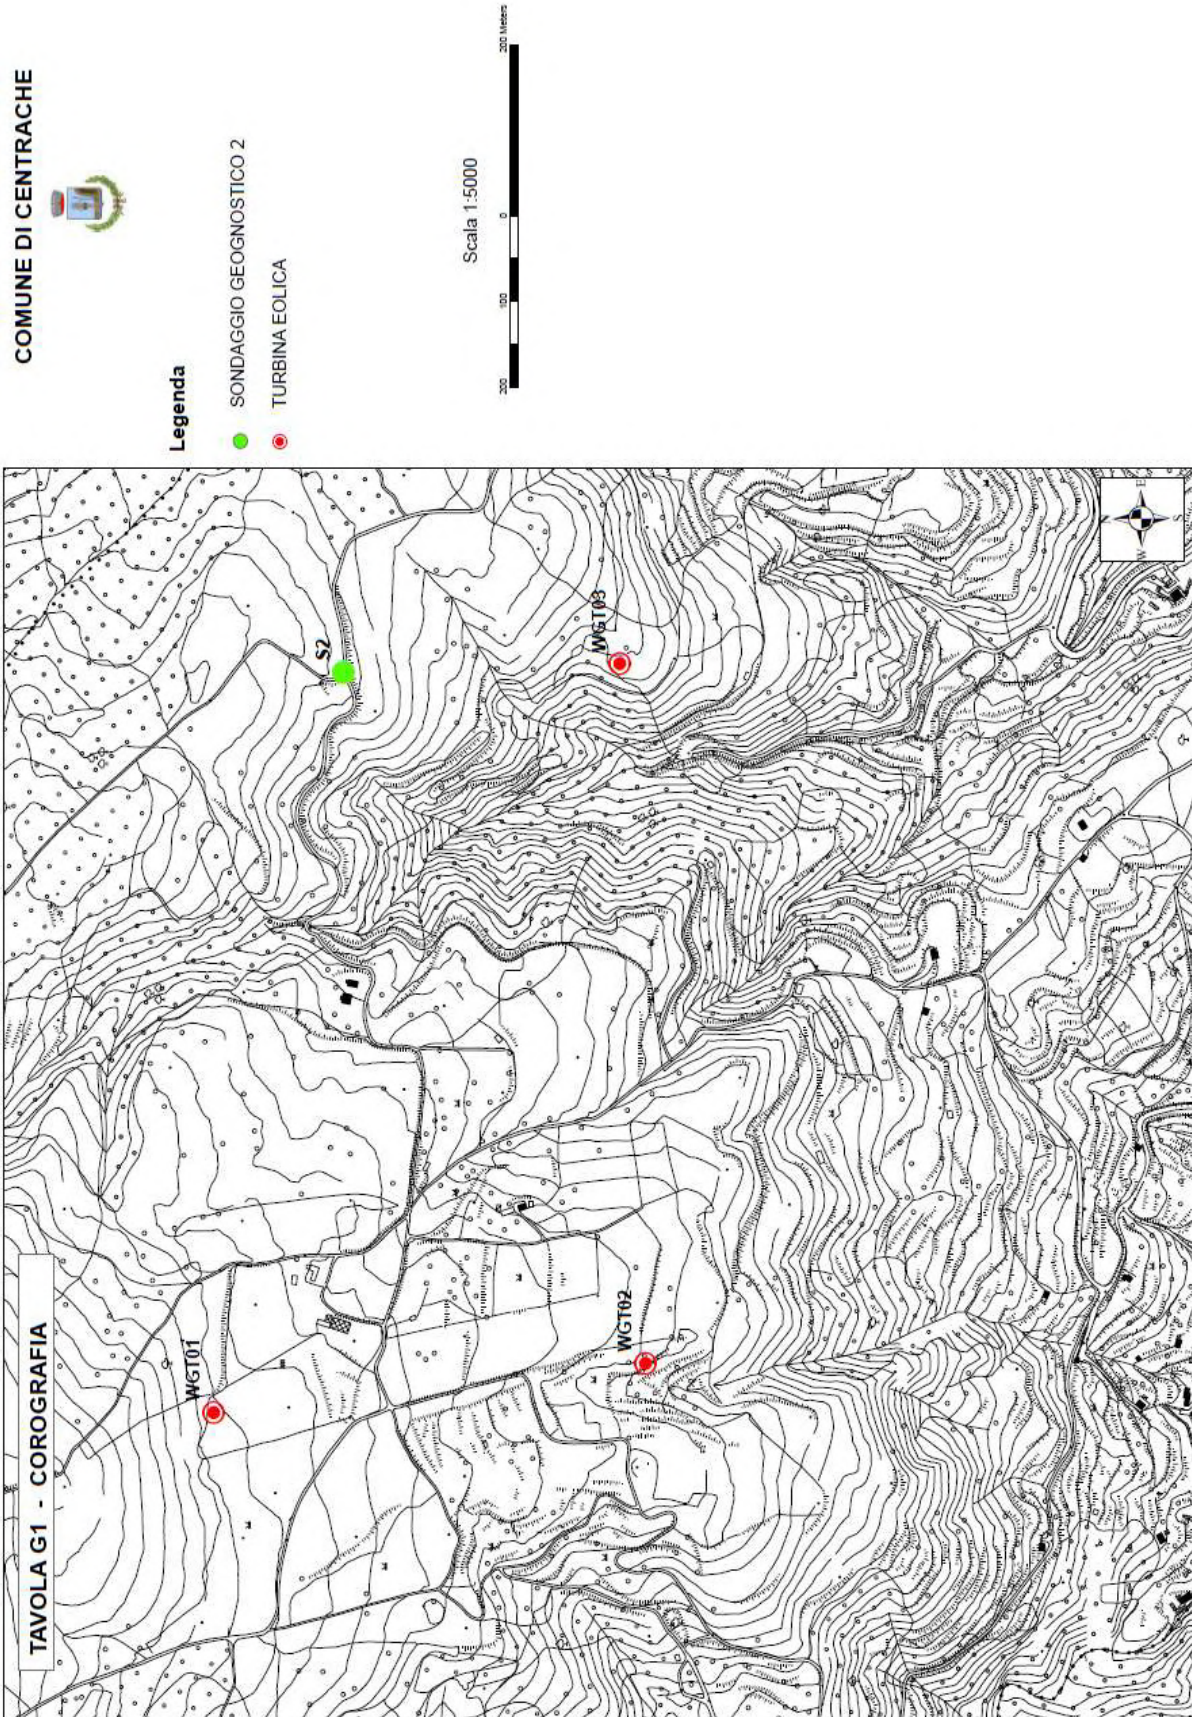 COMUNE DI CENTRACHE
Legenda
SONDAGGIO GEOGNOSTICO 2
TURBINA EOLICA
Scala 1:5000
200 100 0 200 Meters
TAVOLA G1 - COROGRAFIA
WGT01
S2
WGT02
WGT03
N
W E
S